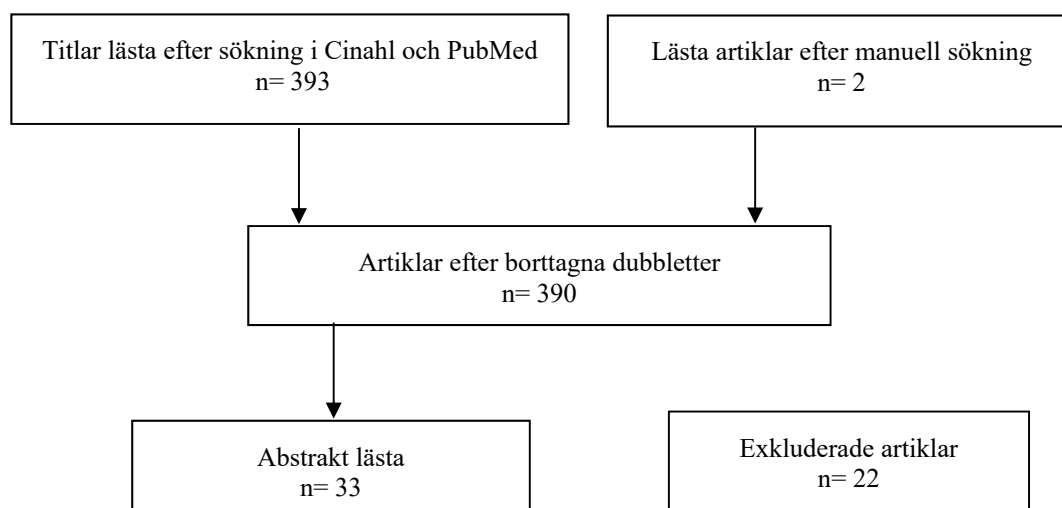 Titlar lästa efter sökning i Cinahl och PubMed
n= 393
Lästa artiklar efter manuell sökning
n= 2
Artiklar efter borttagna dubbletter
n= 390
Abstrakt lästa
n= 33
Exkluderade artiklar
n= 22